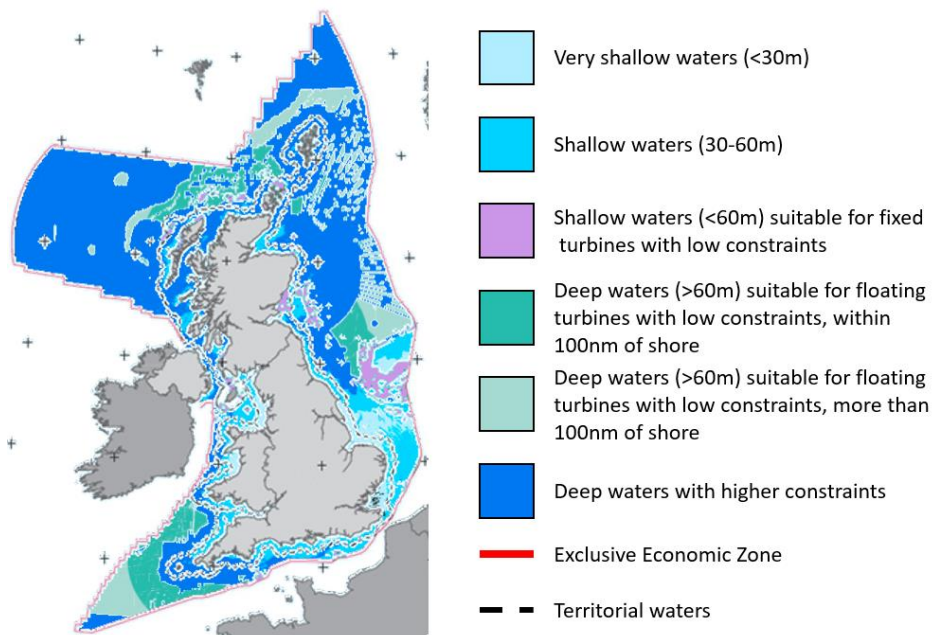 Very shallow waters (<30m)
Shallow waters (30-60m)
Shallow waters (<60m) suitable for fixed
turbines with low constraints
Deep waters (>60m) suitable for floating
turbines with low constraints, within
100nm of shore
Deep waters (>60m) suitable for floating
turbines with low constraints, more than
100nm of shore
Deep waters with higher constraints
Exclusive Economic Zone
Territorial waters